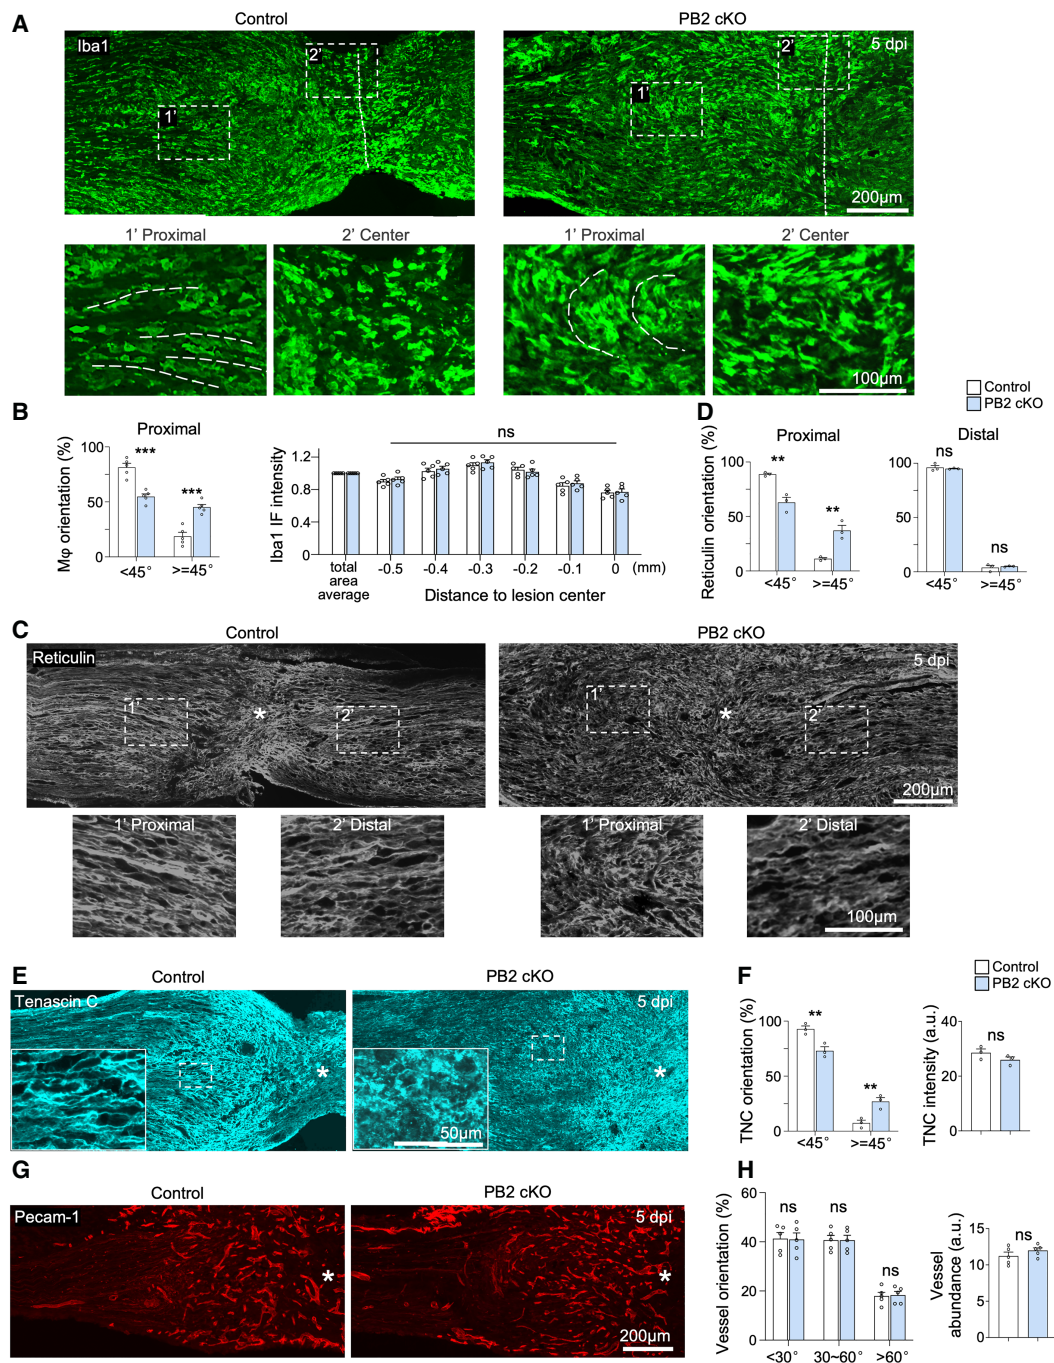 A
Control
PB2 cKO
Iba1
1'
2'
1'
2'
5 dpi
200µm
1' Proximal
2' Center
1' Proximal
2' Center
100µm
Control
PB2 cKO
B
Proximal
Mφ orientation (%)
100
50
0
***
***
<45°
>=45°
ns
Iba1 IF intensity
1.2
0.8
0.4
0
total
area
average
-0.5
-0.4
-0.3
-0.2
-0.1
0
(mm)
Distance to lesion center
D
Proximal
Distal
Reticulin orientation (%)
100
50
0
**
**
<45°
>=45°
100
50
0
ns
ns
<45°
>=45°
C
Control
PB2 cKO
Reticulin
1'
2'
*
1'
2'
*
5 dpi
200µm
1' Proximal
2' Distal
1' Proximal
2' Distal
100µm
E
Control
PB2 cKO
Tenascin C
*
5 dpi
*
50µm
F
Control
PB2 cKO
TNC orientation (%)
100
50
0
**
**
<45°
>=45°
TNC intensity (a.u.)
40
20
0
ns
G
Control
PB2 cKO
Pecam-1
*
5 dpi
*
200µm
H
Vessel orientation (%)
60
40
20
0
ns
ns
ns
<30°
30~60°
>60°
Vessel
abundance (a.u.)
15
10
5
0
ns